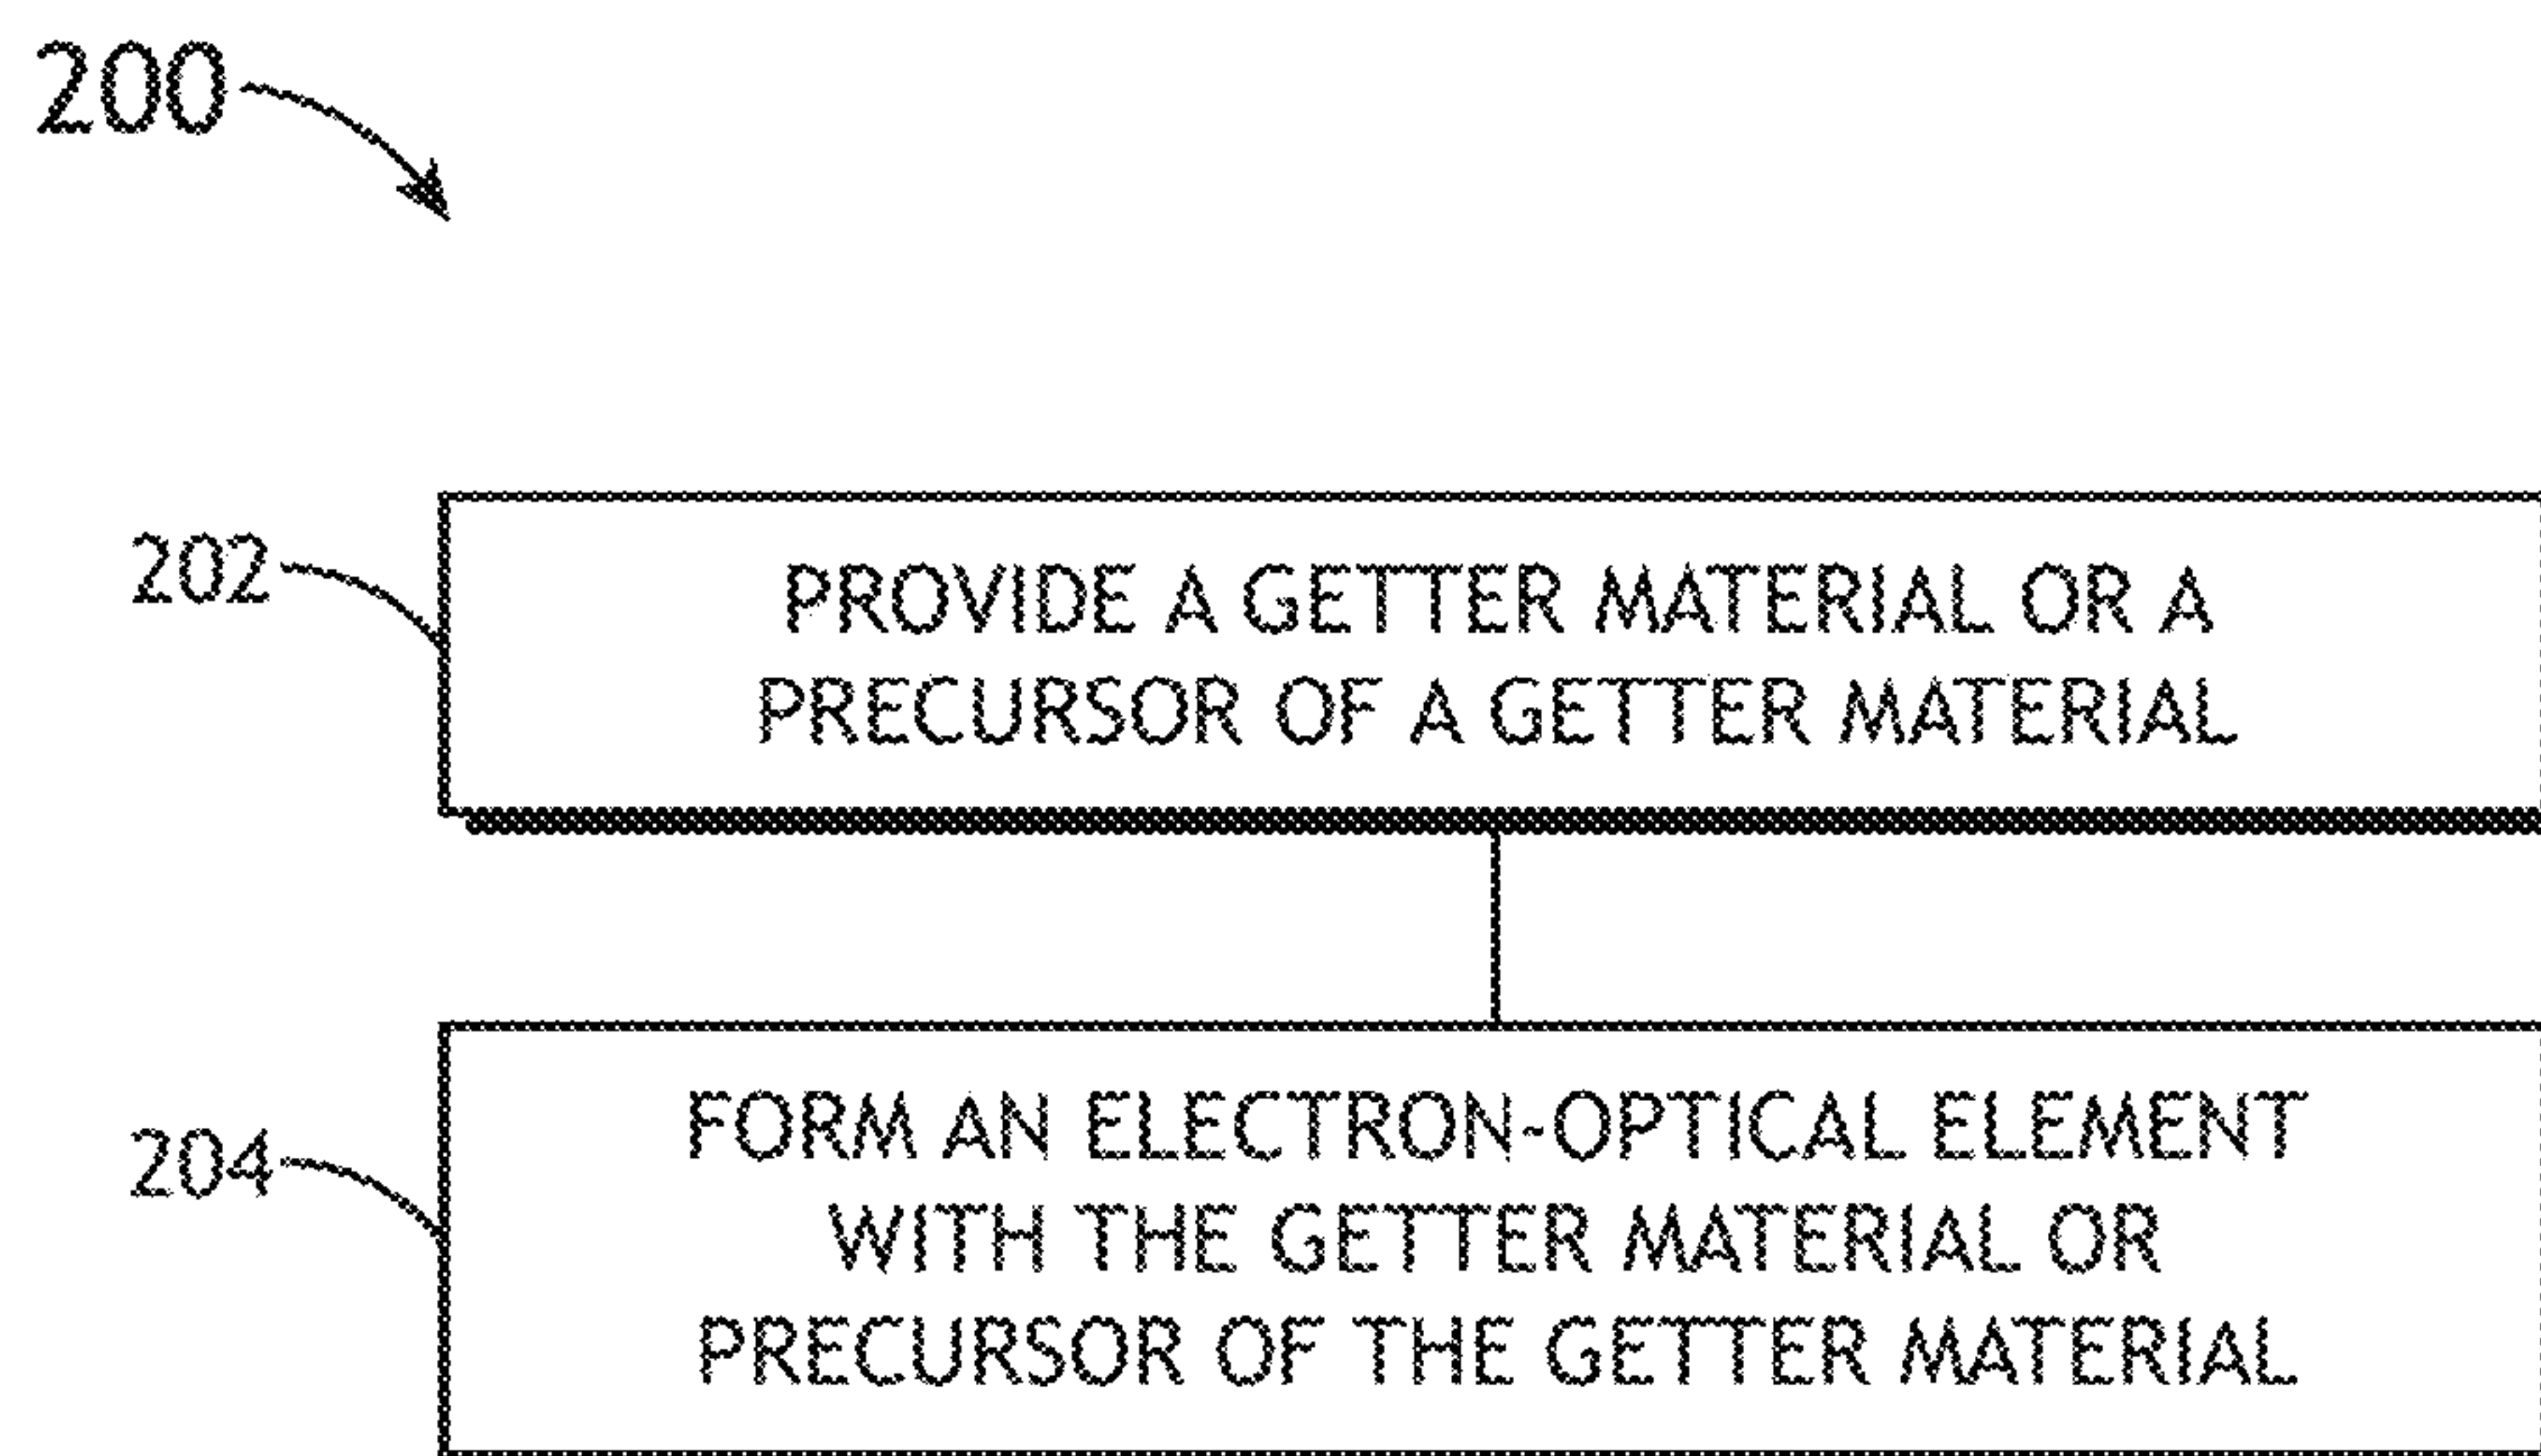 200
202
PROVIDE A GETTER MATERIAL OR A
PRECURSOR OF A GETTER MATERIAL
204
FORM AN ELECTRON-OPTICAL ELEMENT
WITH THE GETTER MATERIAL OR
PRECURSOR OF THE GETTER MATERIAL